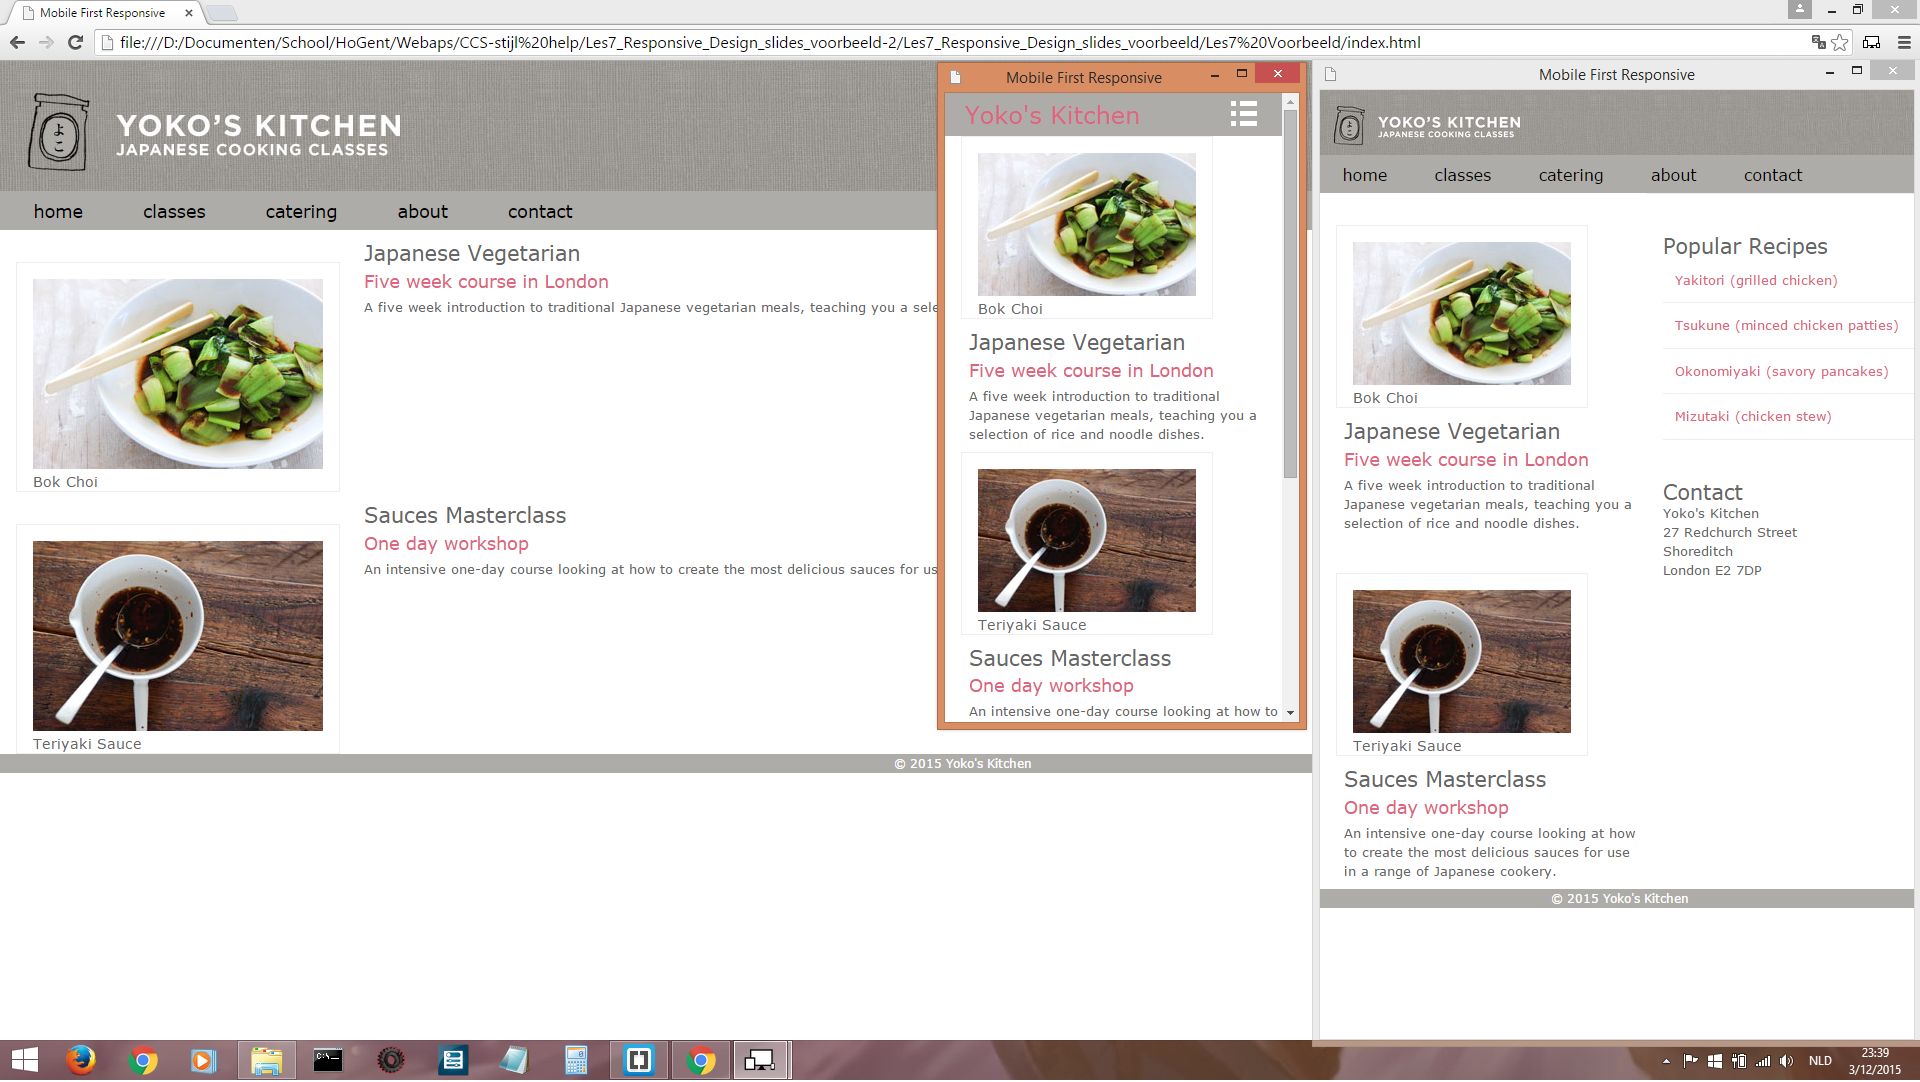 Mobile First Responsive
file:///D:/Documenten/School/HoGent/Webaps/CCS-stijl%20help/Les7_Responsive_Design_slides_voorbeeld-2/Les7_Responsive_Design_slides_voorbeeld/Les7%20Voorbeeld/index.html
よ
こ
YOKO'S KITCHEN
JAPANESE COOKING CLASSES
home classes catering about contact
Bok Choi
Japanese Vegetarian
Five week course in London
A five week introduction to traditional Japanese vegetarian meals, teaching you a sele
Teriyaki Sauce
Sauces Masterclass
One day workshop
An intensive one-day course looking at how to create the most delicious sauces for us
© 2015 Yoko's Kitchen
Mobile First Responsive
Yoko's Kitchen
Bok Choi
Japanese Vegetarian
Five week course in London
A five week introduction to traditional
Japanese vegetarian meals, teaching you a
selection of rice and noodle dishes.
Teriyaki Sauce
Sauces Masterclass
One day workshop
An intensive one-day course looking at how to
Mobile First Responsive
よ
こ
YOKO'S KITCHEN
JAPANESE COOKING CLASSES
home classes catering about contact
Bok Choi
Japanese Vegetarian
Five week course in London
A five week introduction to traditional
Japanese vegetarian meals, teaching you a
selection of rice and noodle dishes.
Teriyaki Sauce
Sauces Masterclass
One day workshop
An intensive one-day course looking at how
to create the most delicious sauces for use
in a range of Japanese cookery.
Popular Recipes
Yakitori (grilled chicken)
Tsukune (minced chicken patties)
Okonomiyaki (savory pancakes)
Mizutaki (chicken stew)
Contact
Yoko's Kitchen
27 Redchurch Street
Shoreditch
London E2 7DP
© 2015 Yoko's Kitchen
NLD
23:39
3/12/2015